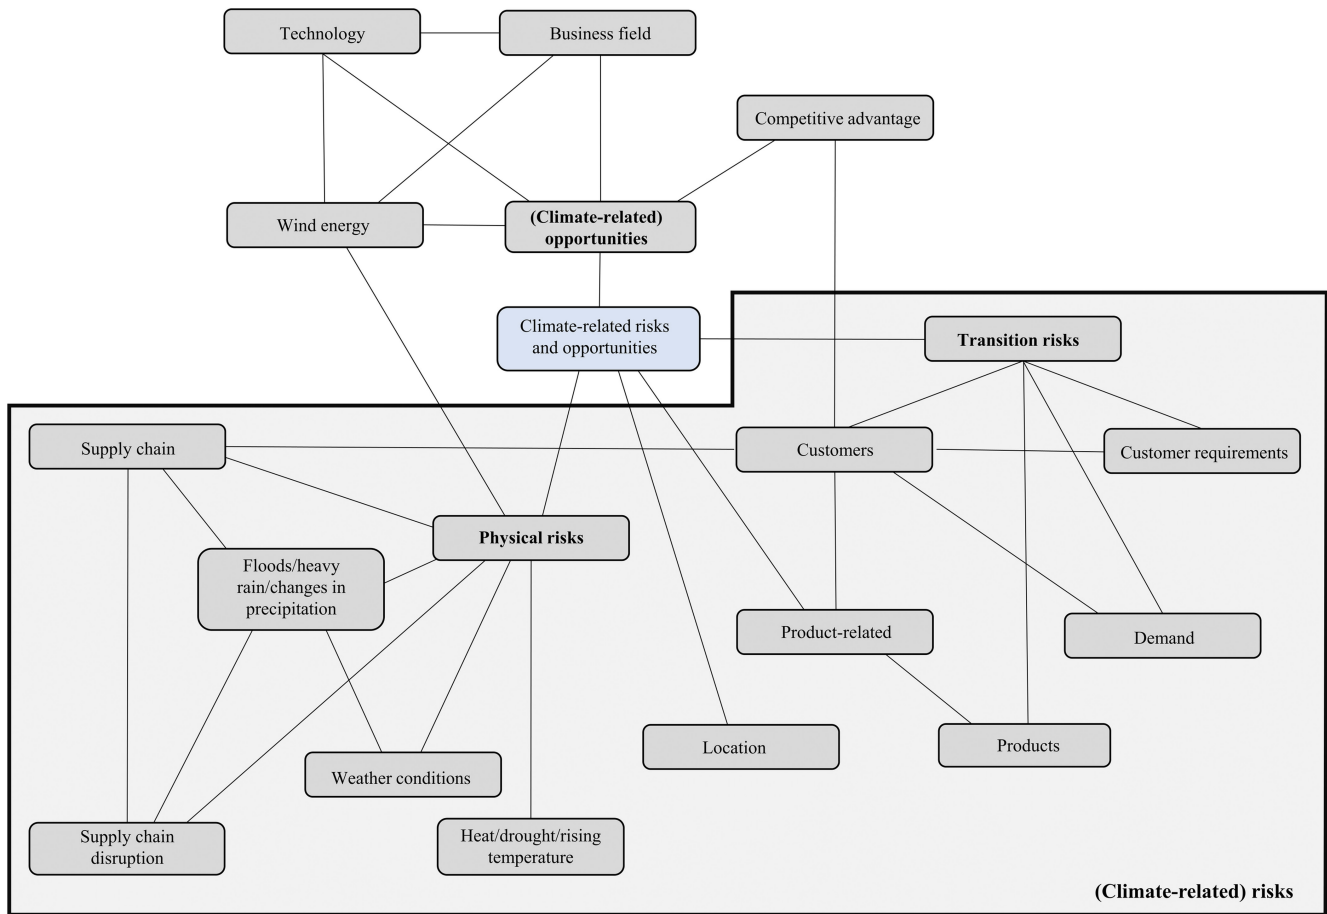 Technology
Business field
Competitive advantage
Wind energy
(Climate-related)
opportunities
Climate-related risks
and opportunities
Transition risks
Supply chain
Customers
Customer requirements
Physical risks
Floods/heavy
rain/changes in
precipitation
Product-related
Demand
Location
Products
Weather conditions
Supply chain
disruption
Heat/drought/rising
temperature
(Climate-related) risks